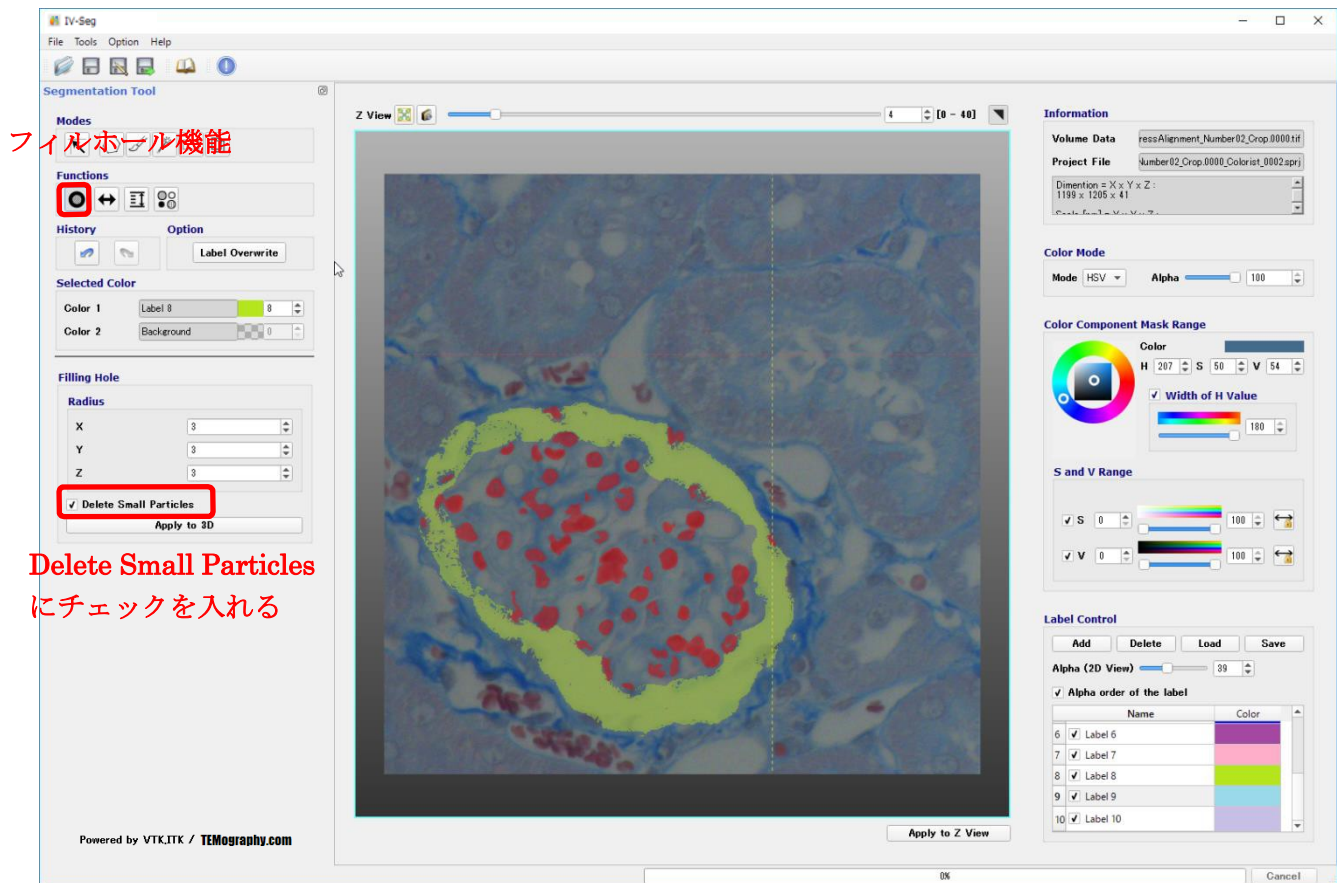 IV-Seg
File Tools Option Help
Segmentation Tool
Modes
フィルホール機能
Functions
History Option
Label Overwrite
Selected Color
Color 1 Label 8 8
Color 2 Background 0
Filling Hole
Radius
X 3
Y 3
Z 3
Delete Small Particles
Apply to 3D
Delete Small Particles
にチェックを入れる
Powered by VTK,ITK / TEMography.com
Z View 4 [0 - 40]
Apply to Z View
Information
Volume Data ressAlignment_Number02_Crop.0000.tif
Project File Number02_Crop.0000_Colorist_0002.sprj
Dimention = X x Y x Z :
1199 x 1205 x 41
Color Mode
Mode HSV Alpha 100
Color Component Mask Range
Color
H 207 S 50 V 54
Width of H Value
180
S and V Range
S 0 100
V 0 100
Label Control
Add Delete Load Save
Alpha (2D View) 39
Alpha order of the label
Name Color
6 Label 6
7 Label 7
8 Label 8
9 Label 9
10 Label 10
0% Cancel